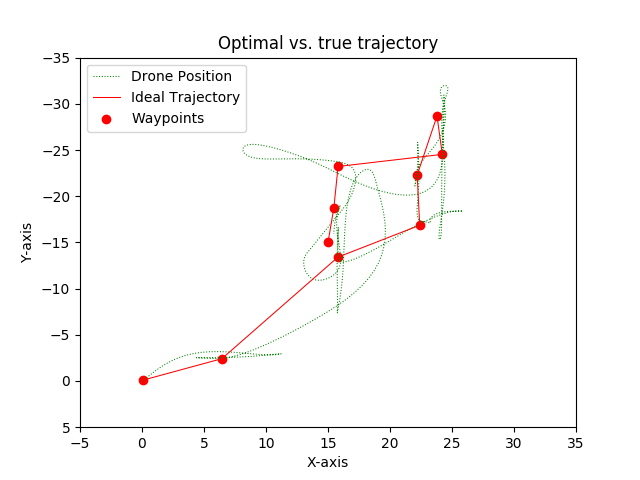 Optimal vs. true trajectory
Drone Position
Ideal Trajectory
Waypoints
Y-axis
−35
−30
−25
−20
−15
−10
−5
0
5
−5 0 5 10 15 20 25 30 35
X-axis